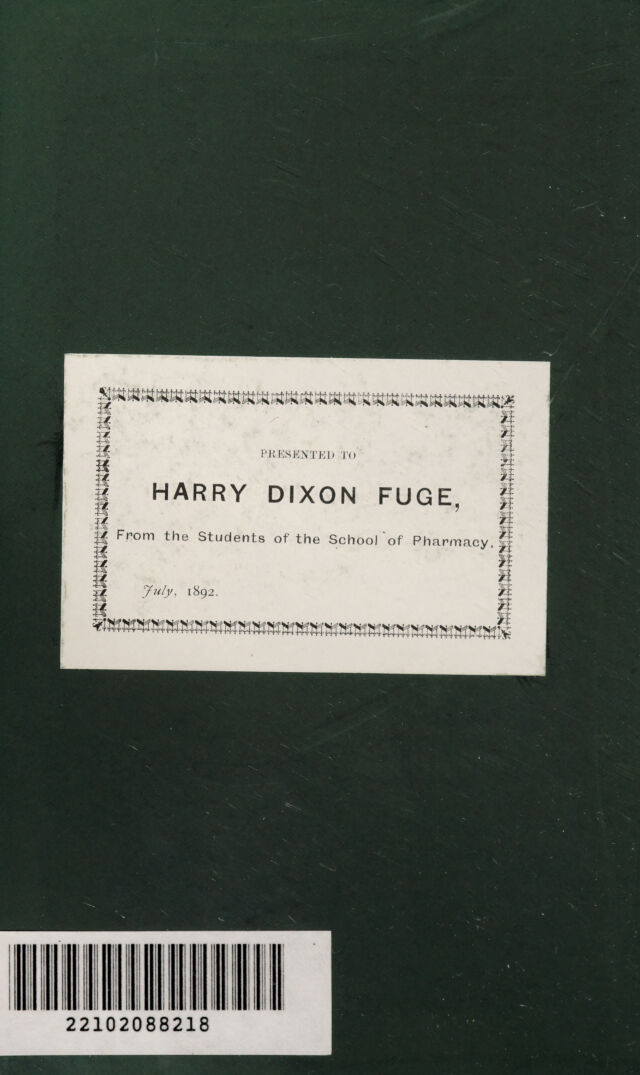 PRESENTED TO
HARRY DIXON FUGE,
From the Students of the School of Pharmacy.
July, 1892.
22102088218